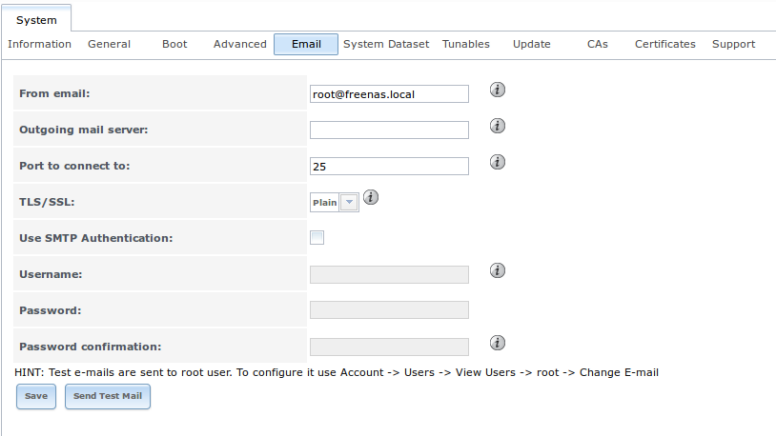 System
Information General Boot Advanced Email System Dataset Tunables Update CAs Certificates Support
From email: root@freenas.local
Outgoing mail server:
Port to connect to: 25
TLS/SSL: Plain
Use SMTP Authentication:
Username:
Password:
Password confirmation:
HINT: Test e-mails are sent to root user. To configure it use Account -> Users -> View Users -> root -> Change E-mail
Save Send Test Mail